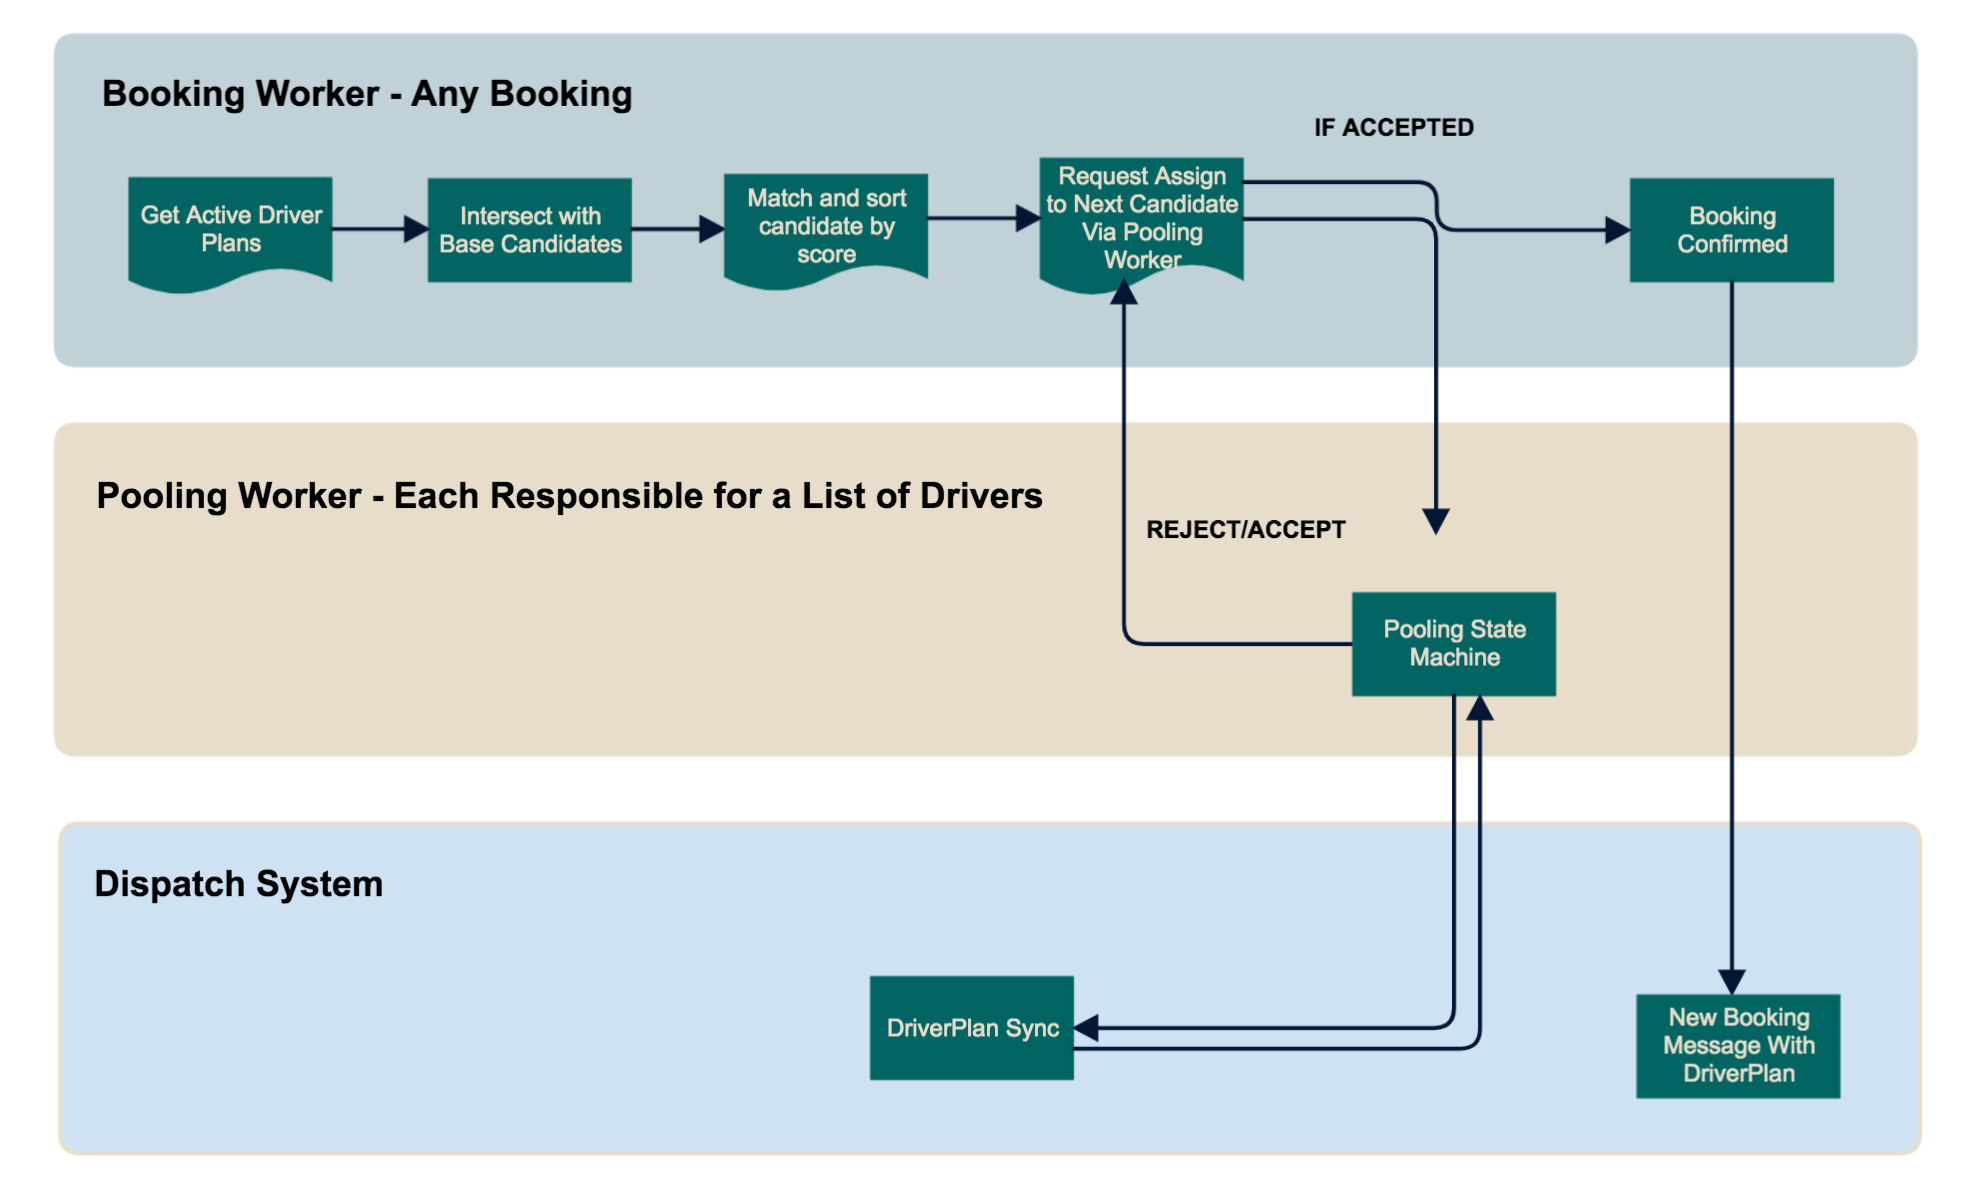 Booking Worker - Any Booking
IF ACCEPTED
Get Active Driver
Plans
Intersect with
Base Candidates
Match and sort
candidate by
score
Request Assign
to Next Candidate
Via Pooling
Worker
Booking
Confirmed
Pooling Worker - Each Responsible for a List of Drivers
REJECT/ACCEPT
Pooling State
Machine
Dispatch System
DriverPlan Sync
New Booking
Message With
DriverPlan